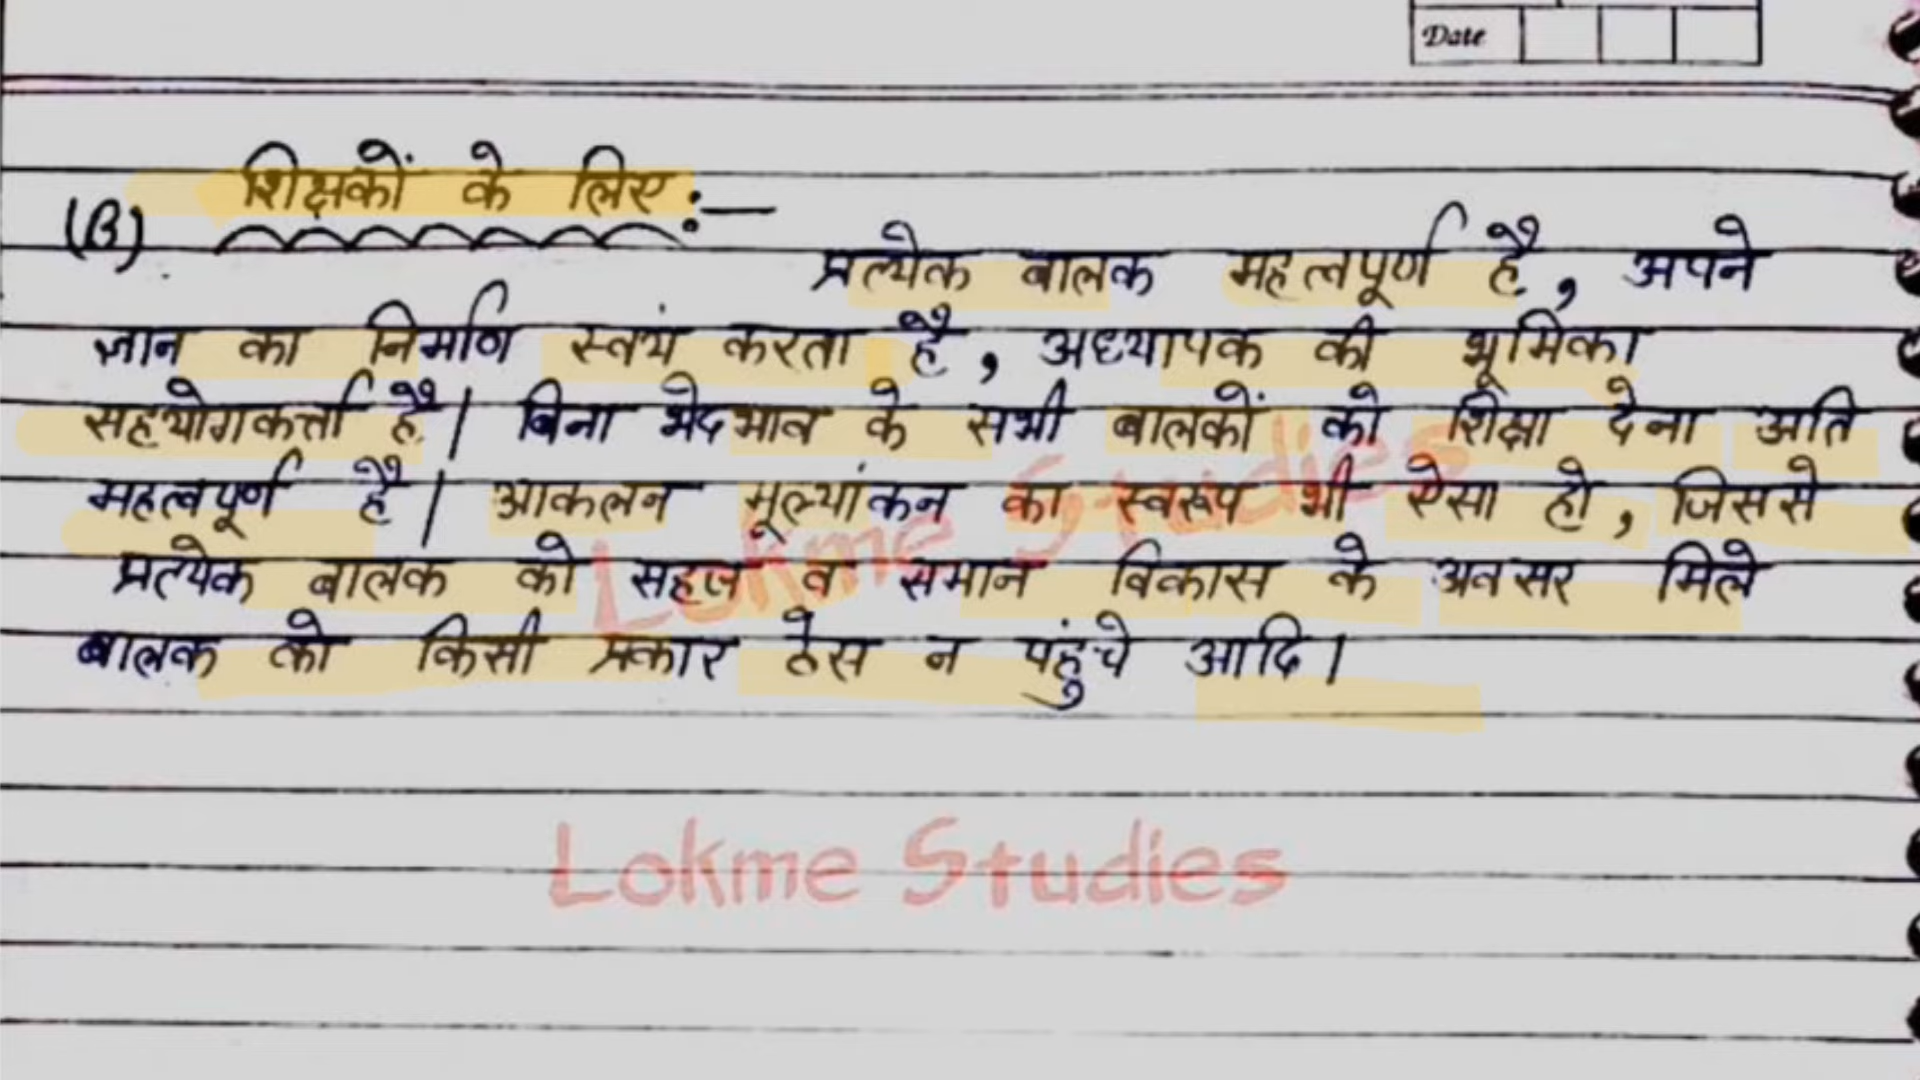 Date
(B) शिक्षकों के लिए :—
प्रत्येक बालक महत्वपूर्ण है, अपने
ज्ञान का निर्माण स्वयं करता है, अध्यापक की भूमिका
सहयोगकर्त्ता है। बिना भेदभाव के सभी बालकों को शिक्षा देना अति
महत्वपूर्ण है। आकलन मूल्यांकन का स्वरूप भी ऐसा हो, जिससे
प्रत्येक बालक को सहज व समान विकास के अवसर मिले
बालक को किसी प्रकार ठेस न पहुंचे आदि।
Lokme Studies
Lokme Studies